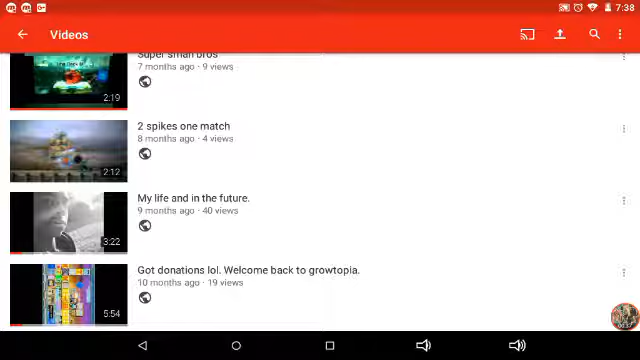 7:38
Videos
Super smah bros
7 months ago · 9 views
2:19
2 spikes one match
8 months ago · 4 views
2:12
My life and in the future.
9 months ago · 40 views
3:22
Got donations lol. Welcome back to growtopia.
10 months ago · 19 views
5:54